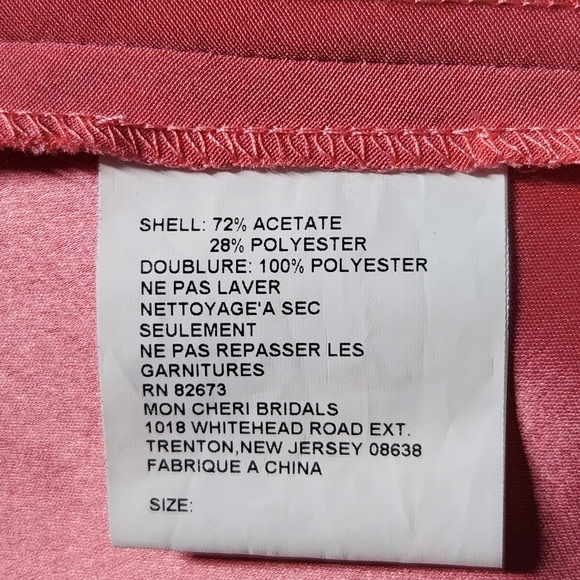 SHELL: 72% ACETATE
28% POLYESTER
DOUBLURE: 100% POLYESTER
NE PAS LAVER
NETTOYAGE'A SEC
SEULEMENT
NE PAS REPASSER LES
GARNITURES
RN 82673
MON CHERI BRIDALS
1018 WHITEHEAD ROAD EXT.
TRENTON,NEW JERSEY 08638
FABRIQUE A CHINA
SIZE: